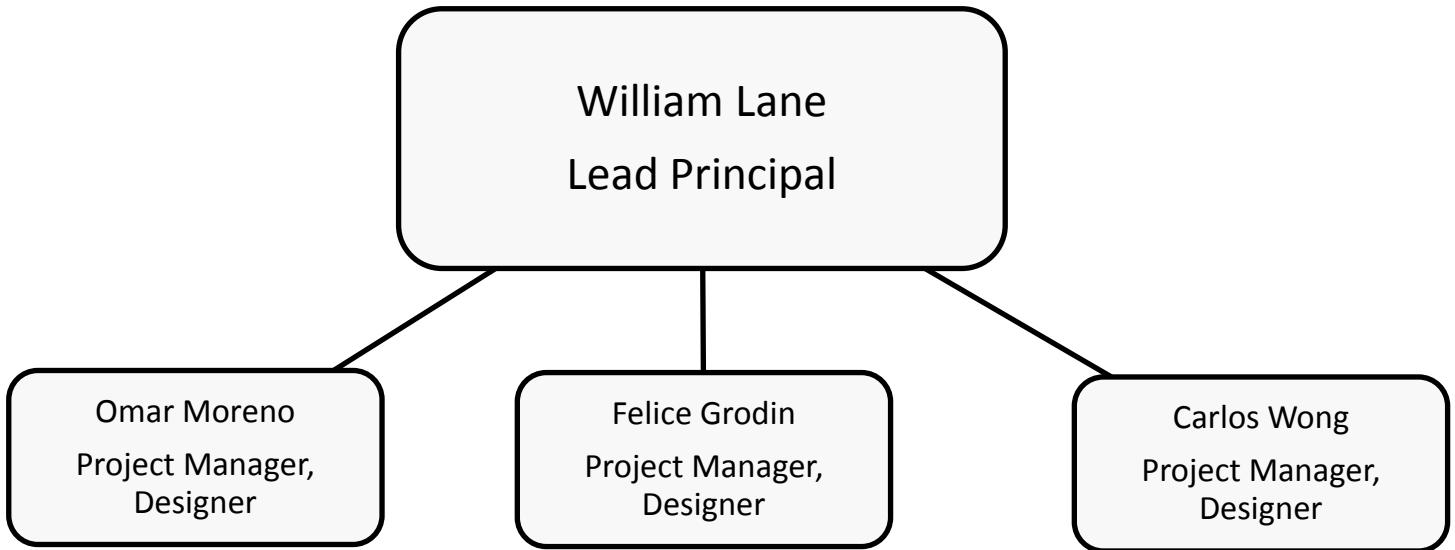 William Lane
Lead Principal
Omar Moreno
Project Manager,
Designer
Felice Grodin
Project Manager,
Designer
Carlos Wong
Project Manager,
Designer